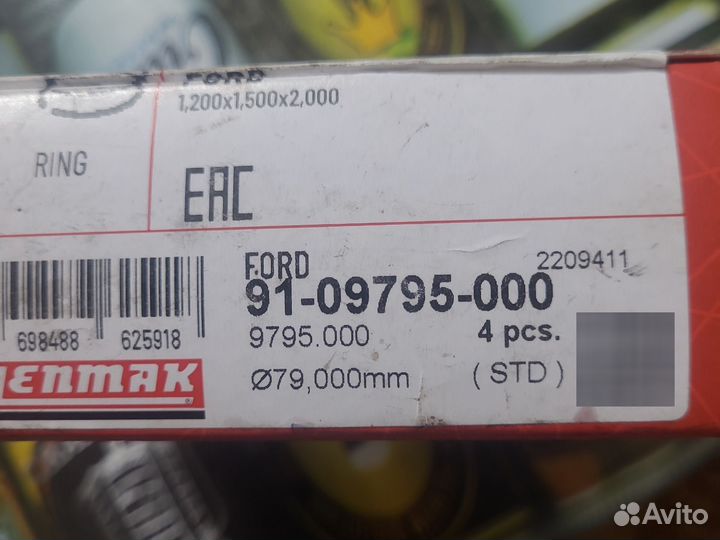 FORD
1,200x1,500x2,000
RING
EAC
FORD
2209411
91-09795-000
698488 625918
9795.000
4 pcs.
ENMAK
Ø79,000mm
( STD )
Avito